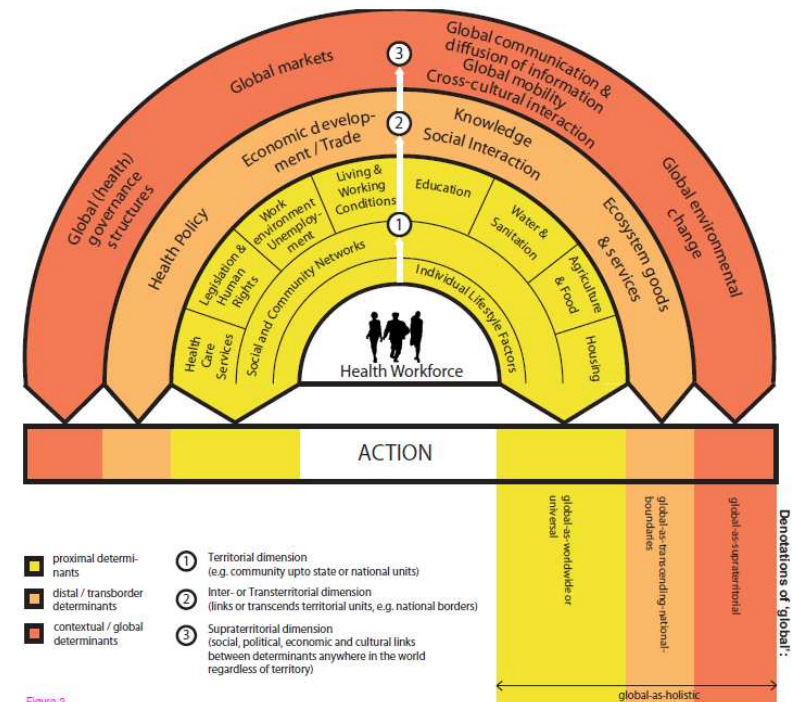 Global (health)
governance
structures
Global markets
3
Global communication &
diffusion of information
Global mobility
Cross-cultural interaction
Global environmental
change
Health Policy
Economic develop-
ment / Trade
2
Knowledge
Social Interaction
Ecosystem goods
& services
Health
Care
Services
Legislation &
Human
Rights
Work
environment
Unemploy-
ment
Living &
Working
Conditions
Education
Water &
Sanitation
Agriculture
& Food
Housing
1
Social and Community Networks
Individual Lifestyle Factors
Health Workforce
ACTION
global-as-worldwide or
universal
global-as-transcending-national-
boundaries
global-as-supraterritorial
Denotations of 'global':
global-as-holistic
proximal determi-
nants
distal / transborder
determinants
contextual / global
determinants
1 Territorial dimension
(e.g. community upto state or national units)
2 Inter- or Transterritorial dimension
(links or transcends territorial units, e.g. national borders)
3 Supraterritorial dimension
(social, political, economic and cultural links
between determinants anywhere in the world
regardless of territory)
Figure 2